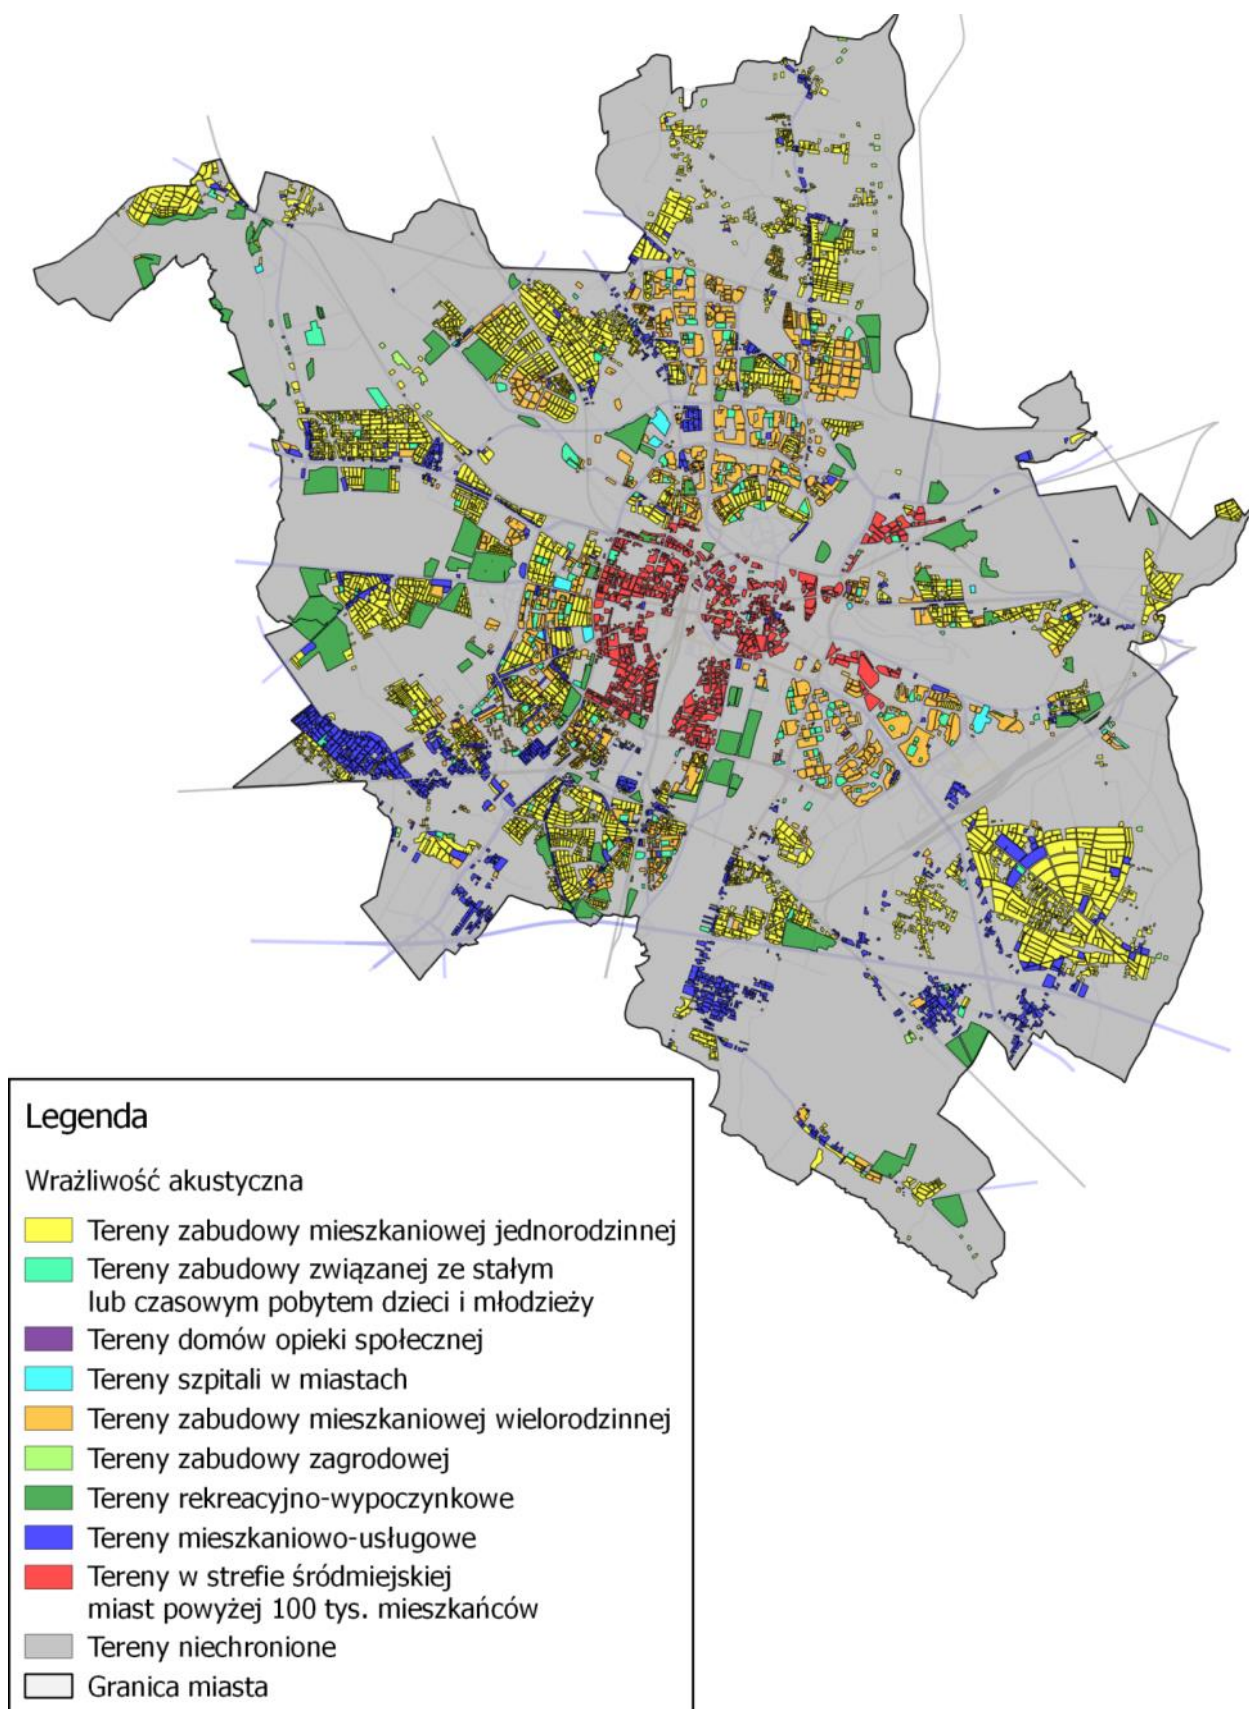 Legenda
Wrażliwość akustyczna
Tereny zabudowy mieszkaniowej jednorodzinnej
Tereny zabudowy związanej ze stałym
lub czasowym pobytem dzieci i młodzieży
Tereny domów opieki społecznej
Tereny szpitali w miastach
Tereny zabudowy mieszkaniowej wielorodzinnej
Tereny zabudowy zagrodowej
Tereny rekreacyjno-wypoczynkowe
Tereny mieszkaniowo-usługowe
Tereny w strefie śródmiejskiej
miast powyżej 100 tys. mieszkańców
Tereny niechronione
Granica miasta